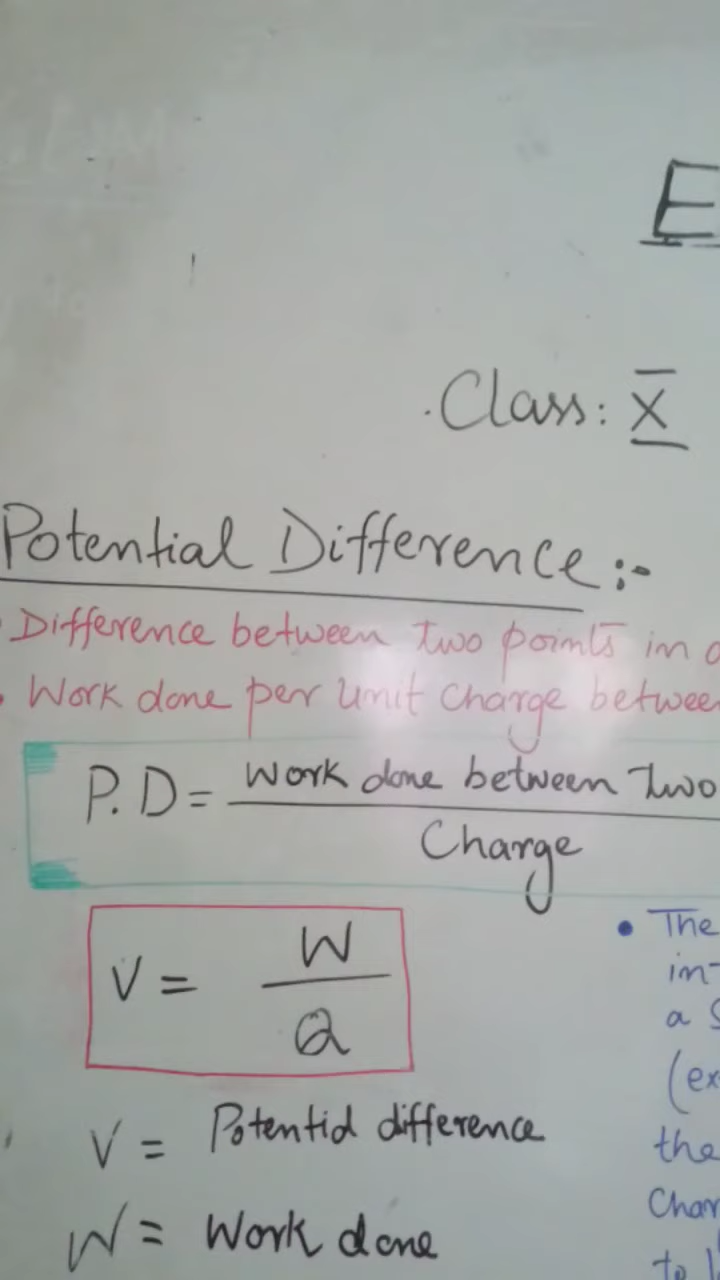 E
Class: X
Potential Difference :-
Difference between two points in
• Work done per unit charge between
P.D = Work done between two
Charge
V = W
Q
• The
in-
a
(ex
the
Char
to
V = Potential difference
W = Work done